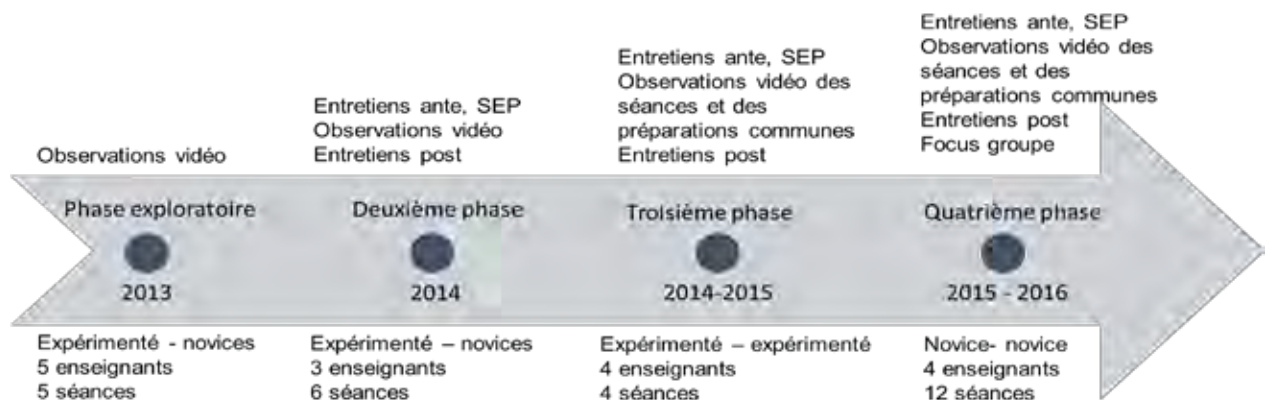 Observations vidéo
Entretiens ante, SEP
Observations vidéo
Entretiens post
Entretiens ante, SEP
Observations vidéo des
séances et des
préparations communes
Entretiens post
Entretiens ante, SEP
Observations vidéo des
séances et des
préparations communes
Entretiens post
Focus groupe
Phase exploratoire
Deuxième phase
Troisième phase
Quatrième phase
2013
2014
2014-2015
2015 - 2016
Expérimenté - novices
5 enseignants
5 séances
Expérimenté – novices
3 enseignants
6 séances
Expérimenté – expérimenté
4 enseignants
4 séances
Novice- novice
4 enseignants
12 séances